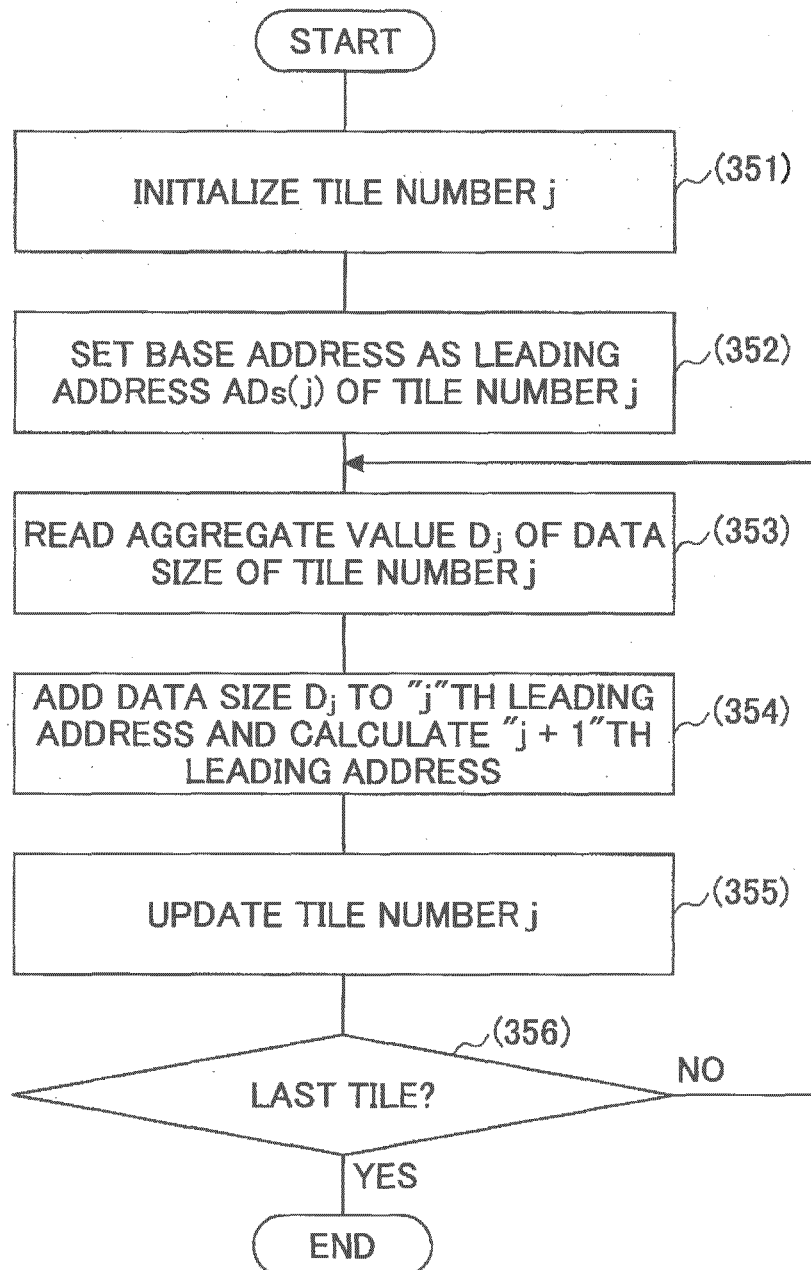 START
INITIALIZE TILE NUMBER j
(351)
SET BASE ADDRESS AS LEADING
ADDRESS ADs(j) OF TILE NUMBER j
(352)
READ AGGREGATE VALUE Dj OF DATA
SIZE OF TILE NUMBER j
(353)
ADD DATA SIZE Dj TO "j"TH LEADING
ADDRESS AND CALCULATE "j + 1"TH
LEADING ADDRESS
(354)
UPDATE TILE NUMBER j
(355)
(356)
LAST TILE?
NO
YES
END